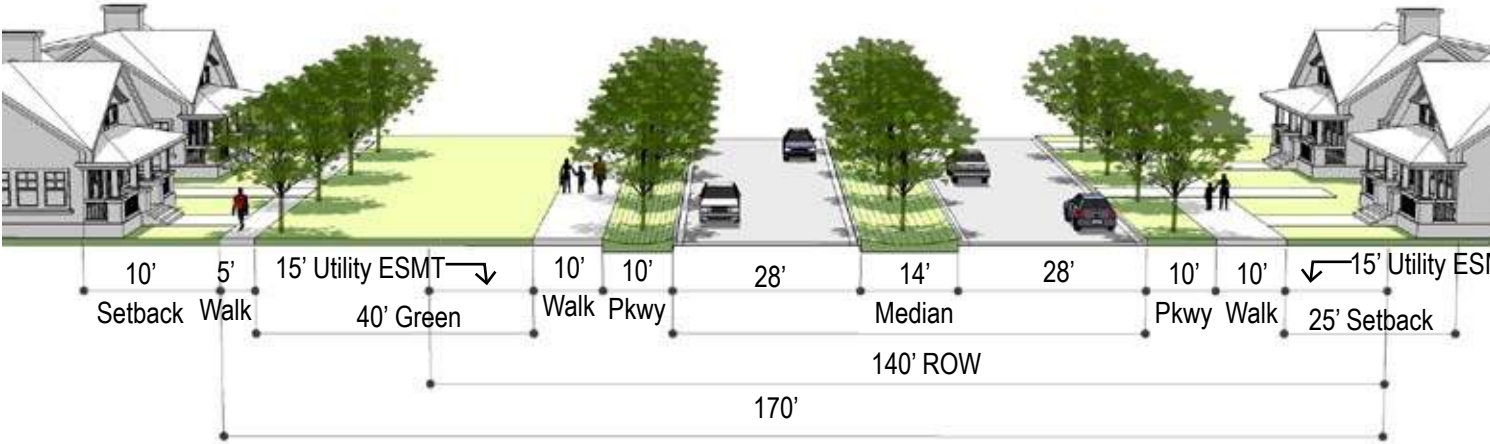 10’ 5’ 15’ Utility ESMT 10’ 10’ 28’ 14’ 28’ 10’ 10’ 15’ Utility ESM
Setback Walk 40’ Green Walk Pkwy Median Pkwy Walk 25’ Setback
140’ ROW
170’